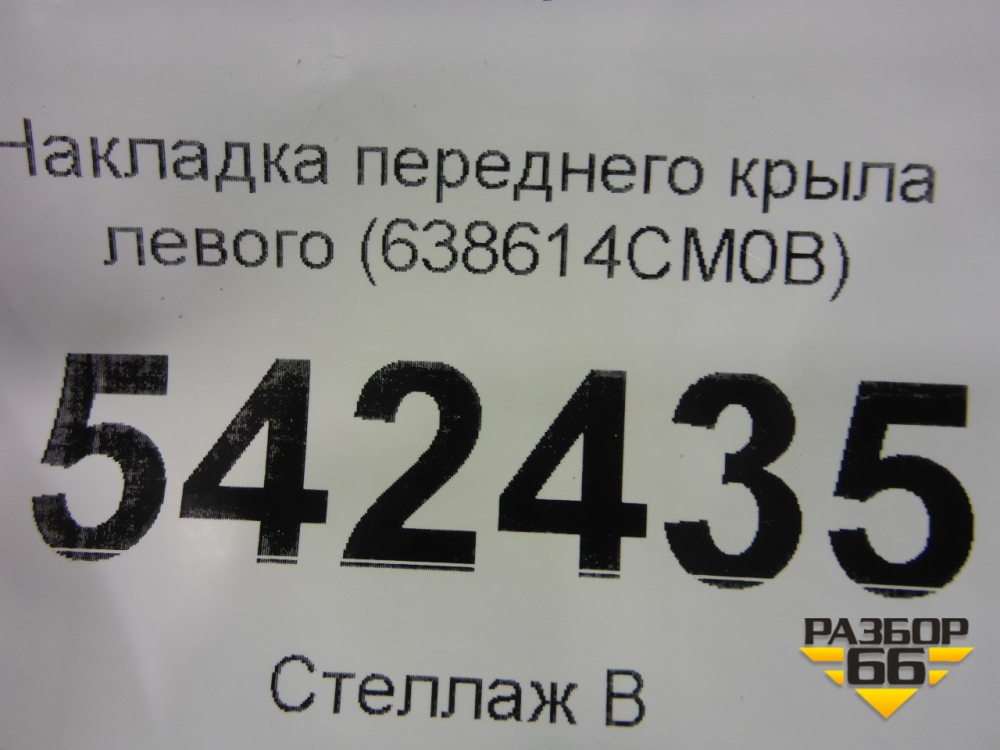 Накладка переднего крыла
левого (638614CM0B)
542435
Стеллаж В
РАЗБОР
66